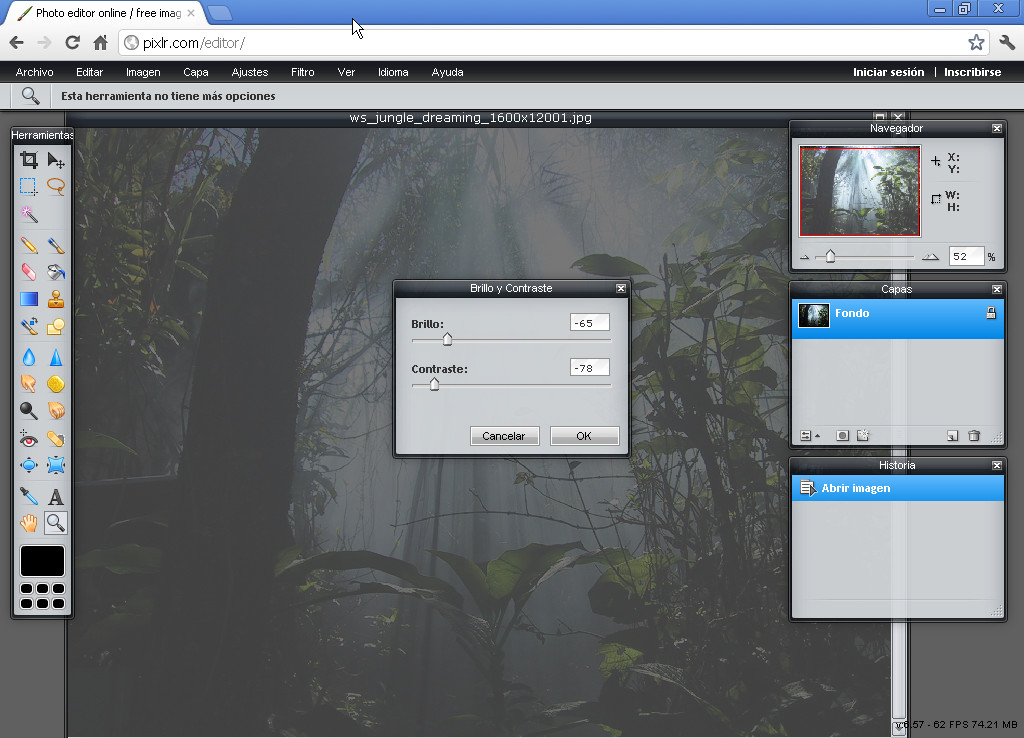 Photo editor online / free imag
pixlr.com/editor/
Archivo Editar Imagen Capa Ajustes Filtro Ver Idioma Ayuda Iniciar sesión | Inscribirse
Esta herramienta no tiene más opciones
ws_jungle_dreaming_1600x12001.jpg
Herramientas
Navegador
X:
Y:
W:
H:
52 %
Brillo y Contraste
Brillo: -65
Contraste: -78
Cancelar OK
Capas
Fondo
Historia
Abrir imagen
v:6.57 - 62 FPS 74.21 MB